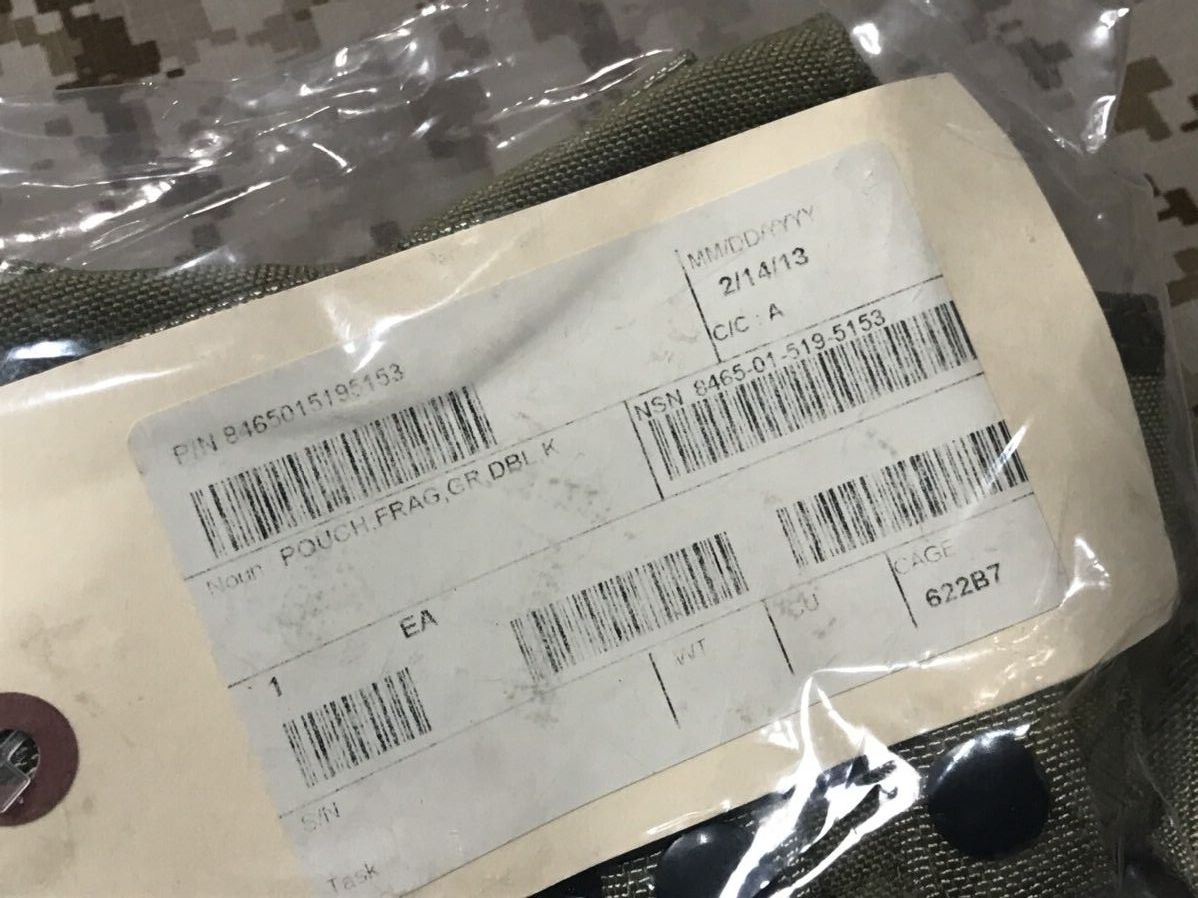 MM/DD/YYYY
2/14/13
C/C : A
P/N 8465015195153
NSN 8465-01-519-5153
Noun POUCH,FRAG,GR,DBL K
EA
1
WT
CU
CAGE
622B7
S/N
Task